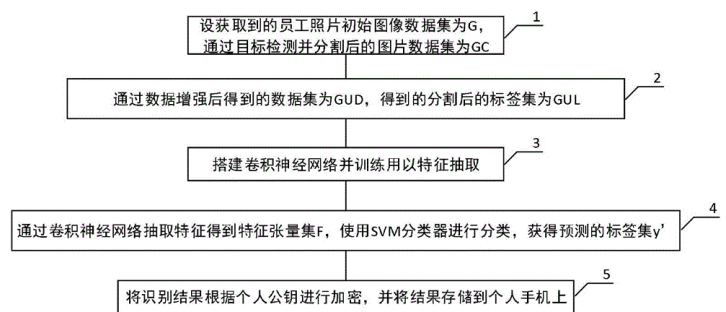 设获取到的员工照片初始图像数据集为G，
通过目标检测并分割后的图片数据集为GC
1
通过数据增强后得到的数据集为GUD，得到的分割后的标签集为GUL
2
搭建卷积神经网络并训练用以特征抽取
3
通过卷积神经网络抽取特征得到特征张量集F，使用SVM分类器进行分类，获得预测的标签集y'
4
将识别结果根据个人公钥进行加密，并将结果存储到个人手机上
5